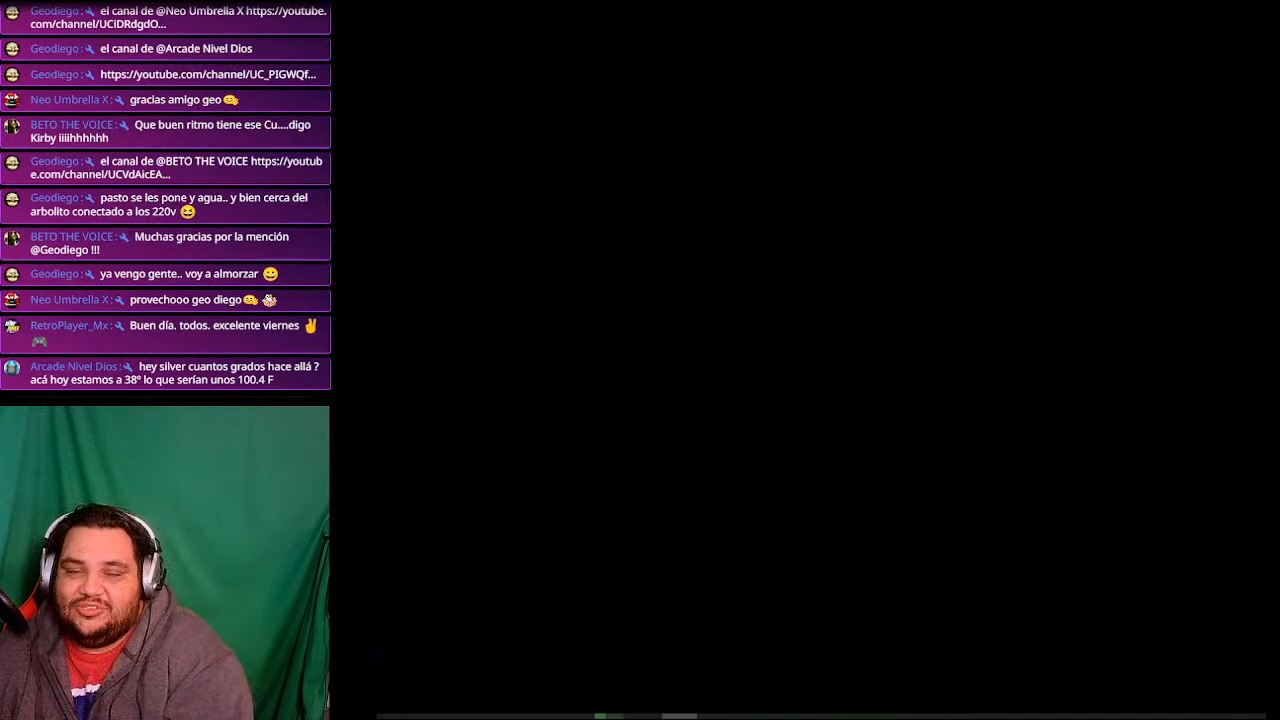 Geodiego: el canal de @Neo Umbrella X https://youtube.
com/channel/UCiDRdgdO...
Geodiego: el canal de @Arcade Nivel Dios
Geodiego: https://youtube.com/channel/UC_PIGWQf...
Neo Umbrella X: gracias amigo geo
BETO THE VOICE: Que buen ritmo tiene ese Cu....digo
Kirby iiiihhhhhh
Geodiego: el canal de @BETO THE VOICE https://youtub
e.com/channel/UCVdAicEA...
Geodiego: pasto se les pone y agua.. y bien cerca del
arbolito conectado a los 220v 😆
BETO THE VOICE: Muchas gracias por la mención
@Geodiego !!!
Geodiego: ya vengo gente.. voy a almorzar 😀
Neo Umbrella X: provechooo geo diego
RetroPlayer_Mx: Buen día. todos. excelente viernes ✌
🎮
Arcade Nivel Dios: hey silver cuantos grados hace allá ?
acá hoy estamos a 38° lo que serían unos 100.4 F